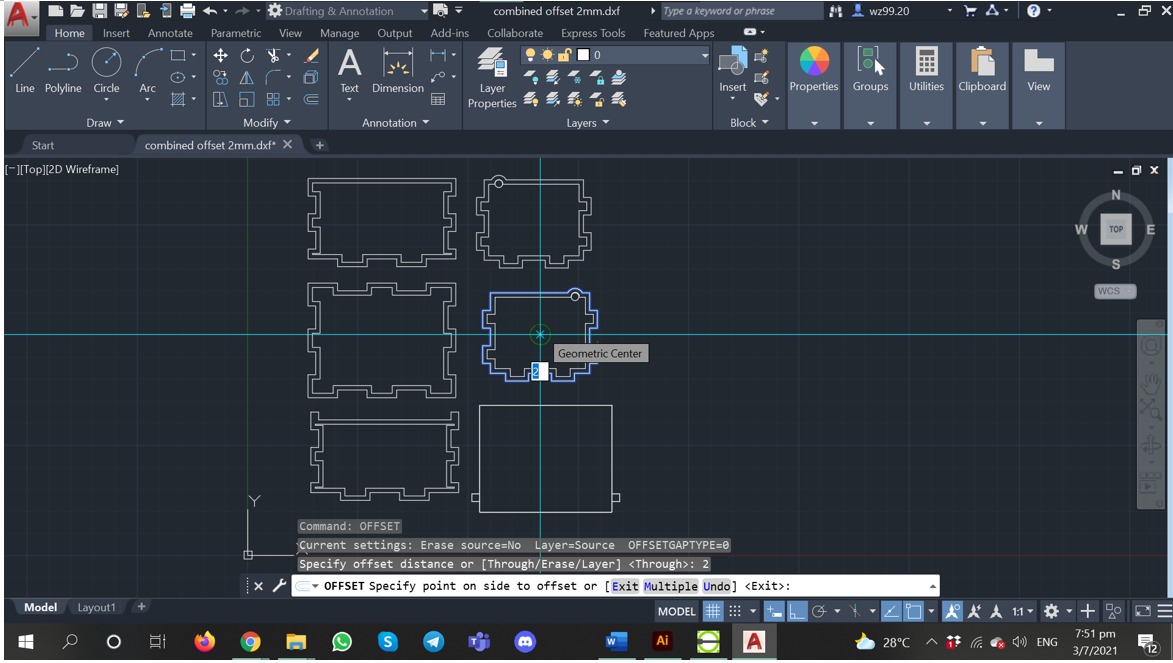 Drafting & Annotation combined offset 2mm.dxf Type a keyword or phrase wz99.20
Home Insert Annotate Parametric View Manage Output Add-ins Collaborate Express Tools Featured Apps
0
Line Polyline Circle Arc Text Dimension Layer Properties Insert Properties Groups Utilities Clipboard View
Draw Modify Annotation Layers Block
Start combined offset 2mm.dxf*
[−][Top][2D Wireframe]
N
W TOP E
S
WCS
Geometric Center
2
Y
X
Command: OFFSET
Current settings: Erase source=No Layer=Source OFFSETGAPTYPE=0
Specify offset distance or [Through/Erase/Layer] <Through>: 2
OFFSET Specify point on side to offset or [Exit Multiple Undo] <Exit>:
Model Layout1 MODEL 1:1
28°C ENG 7:51 pm
3/7/2021 12